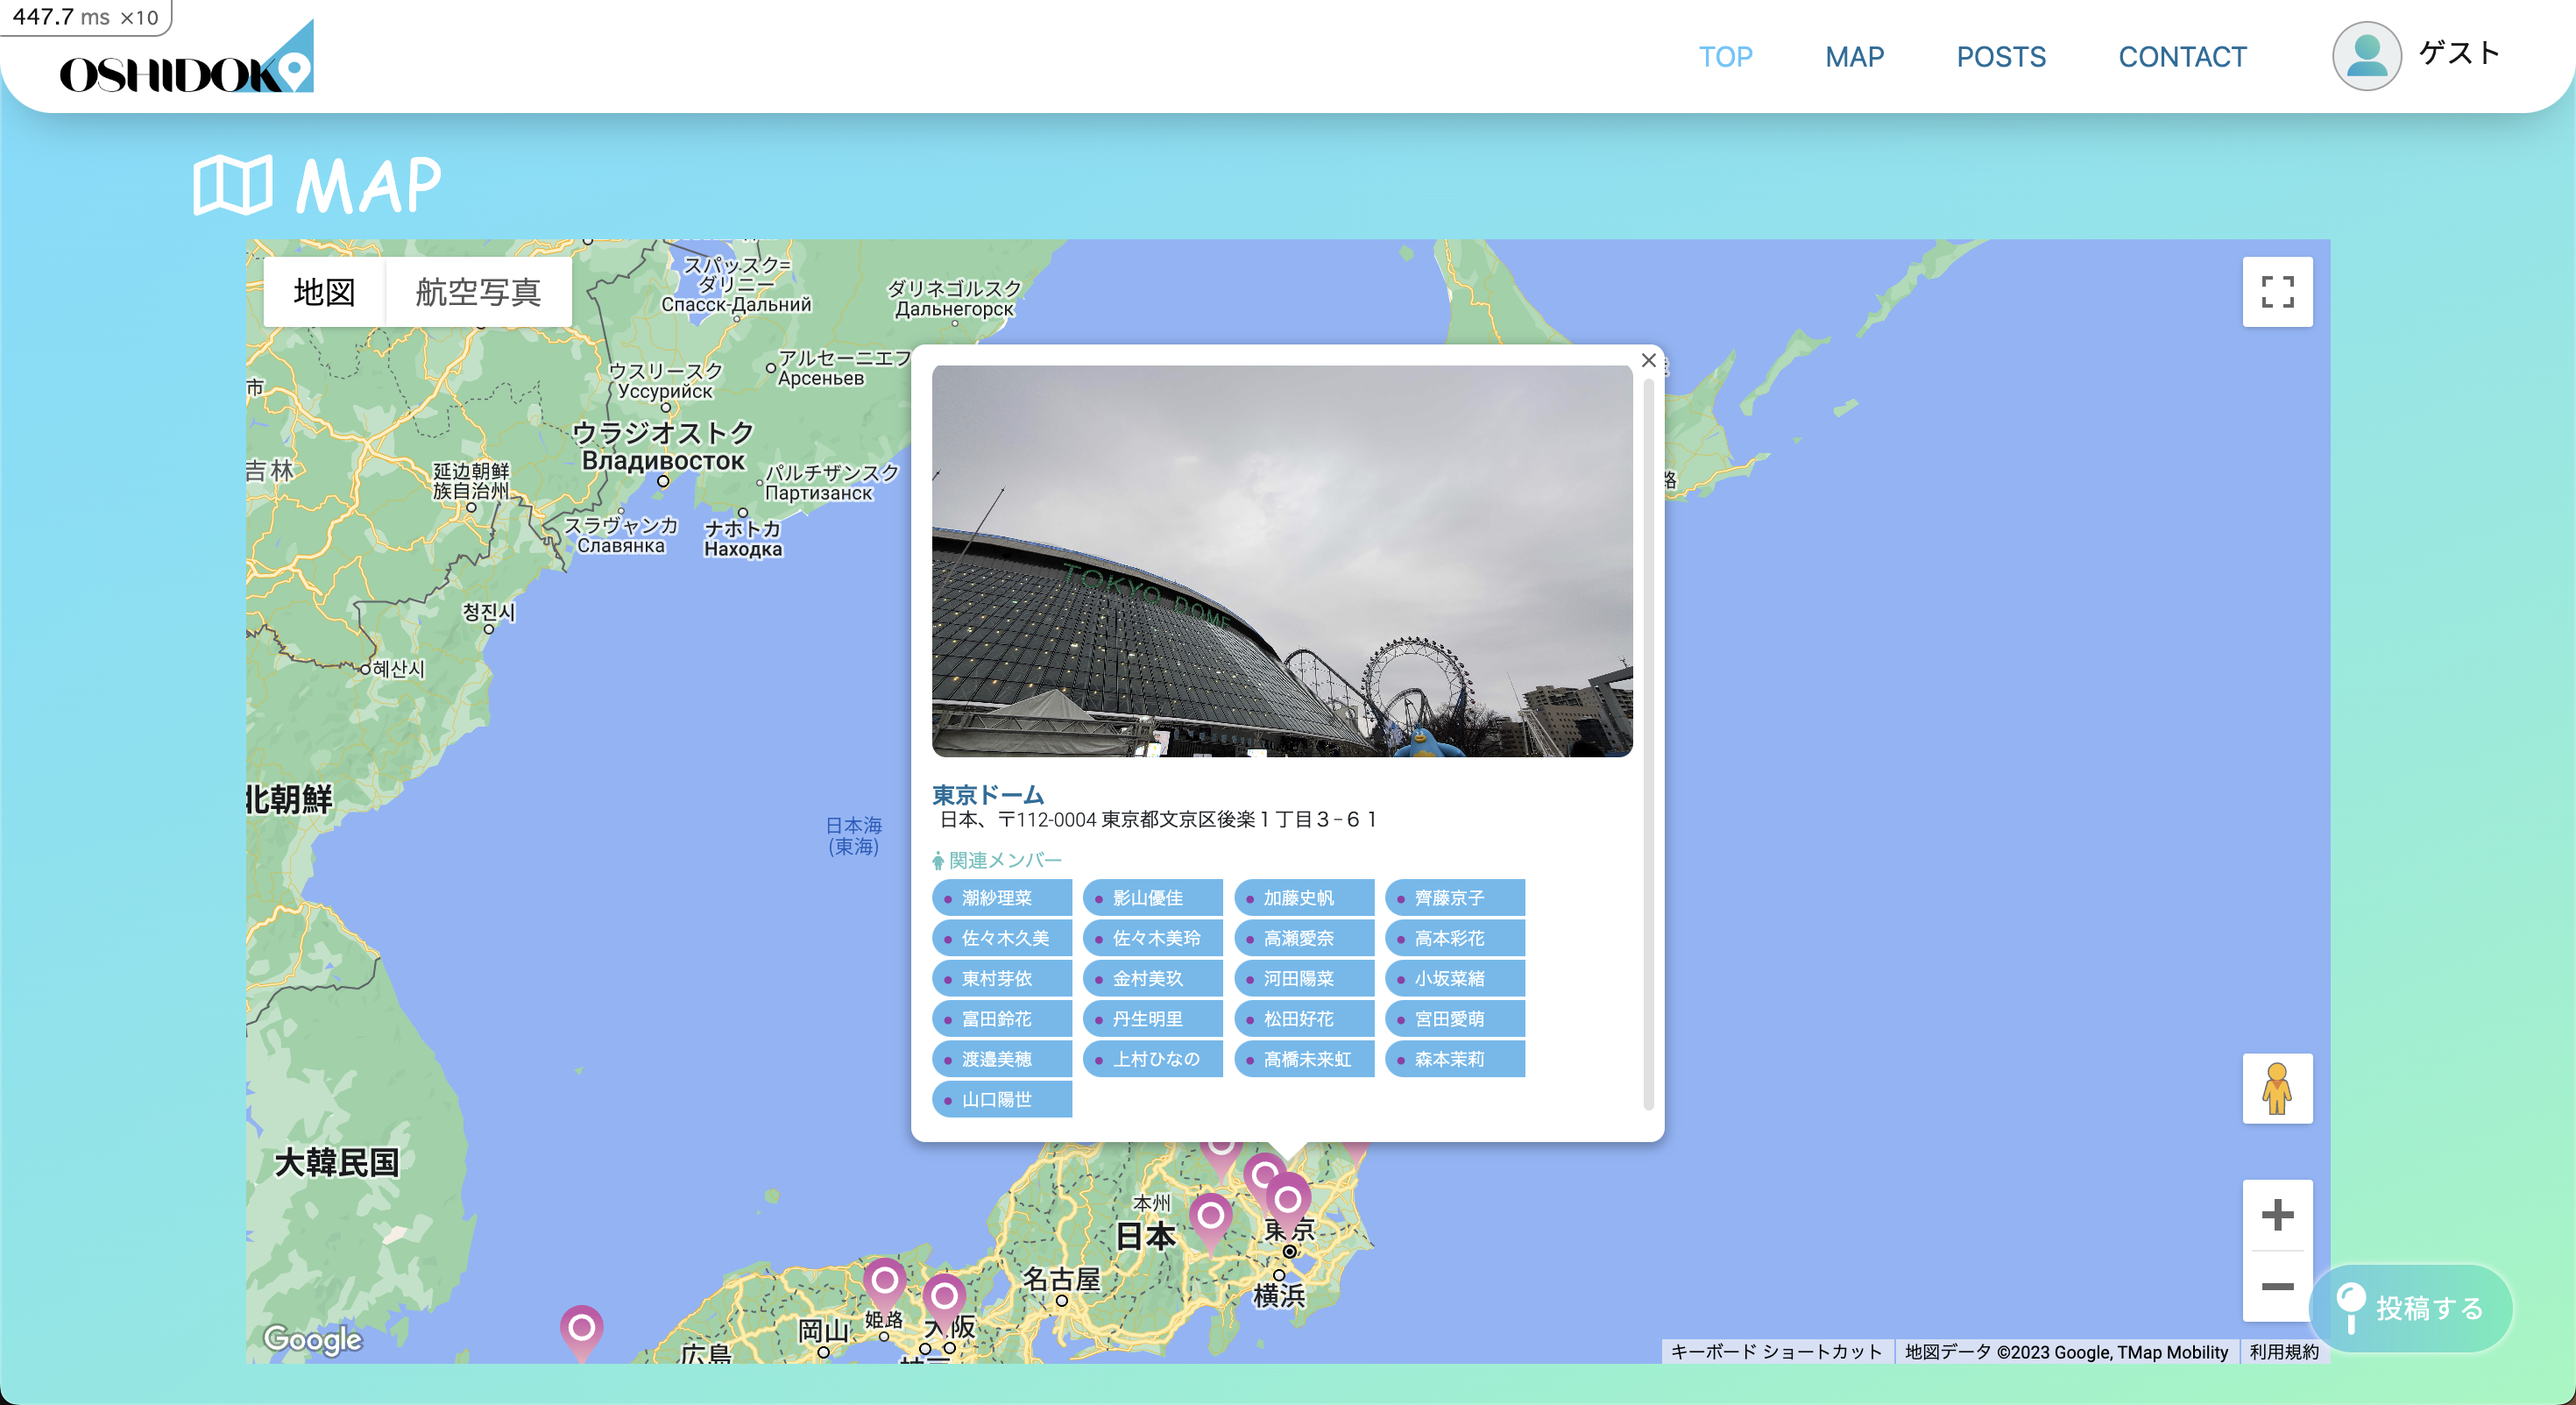 447.7 ms ×10
OSHIDOKO
TOP
MAP
POSTS
CONTACT
ゲスト
MAP
地図
航空写真
スパッスク=
ダリニー
Спасск-Дальний
ダリネゴルスク
Дальнегорск
アルセーニエフ
Арсеньев
ウスリースク
Уссурийск
市
ウラジオストク
Владивосток
吉林
延辺朝鮮
族自治州
パルチザンスク
Партизанск
スラヴャンカ
Славянка
ナホトカ
Находка
路
청진시
혜산시
北朝鮮
日本海
(東海)
大韓民国
TOKYO DOME
東京ドーム
日本、〒112-0004 東京都文京区後楽１丁目３−６１
関連メンバー
潮紗理菜
影山優佳
加藤史帆
齊藤京子
佐々木久美
佐々木美玲
高瀬愛奈
高本彩花
東村芽依
金村美玖
河田陽菜
小坂菜緒
富田鈴花
丹生明里
松田好花
宮田愛萌
渡邉美穂
上村ひなの
髙橋未来虹
森本茉莉
山口陽世
本州
日本
東京
名古屋
横浜
姫路
大阪
岡山
広島
Google
投稿する
キーボード ショートカット
地図データ ©2023 Google, TMap Mobility
利用規約